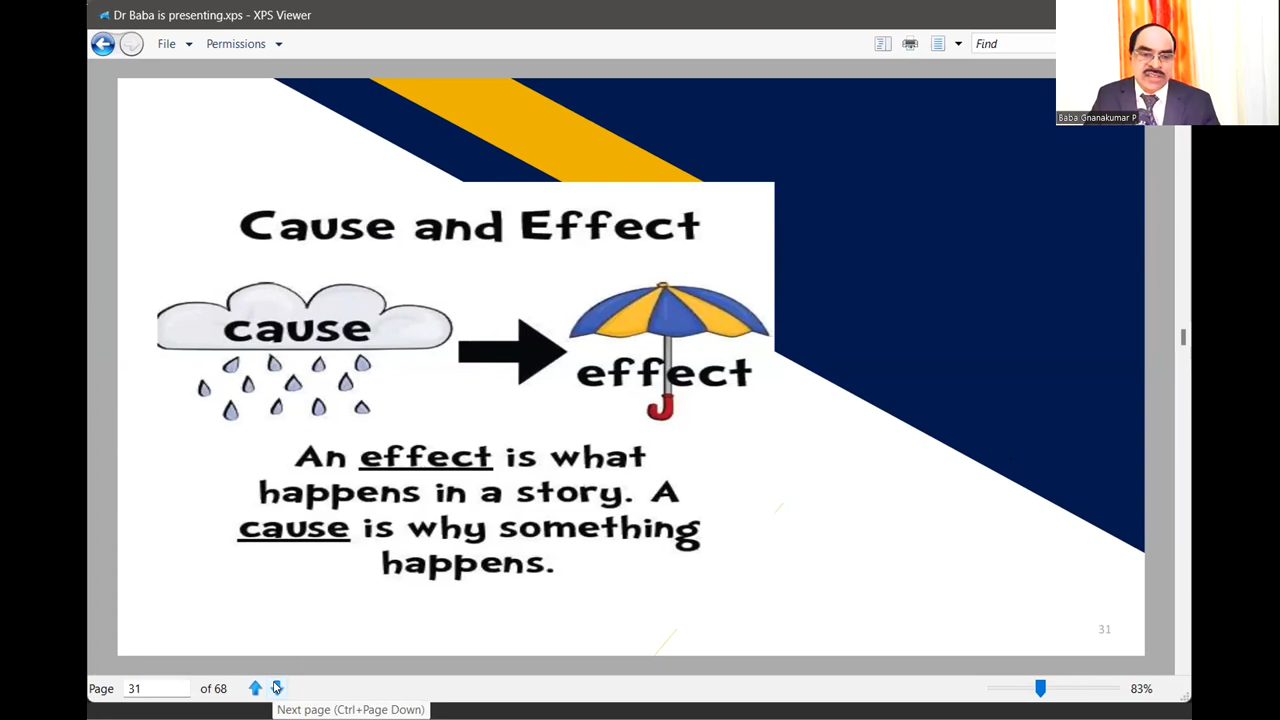 Dr Baba is presenting.xps - XPS Viewer
File Permissions Find
Baba Gnanakumar P
Cause and Effect
cause
effect
An effect is what
happens in a story. A
cause is why something
happens.
31
Page 31 of 68 83%
Next page (Ctrl+Page Down)